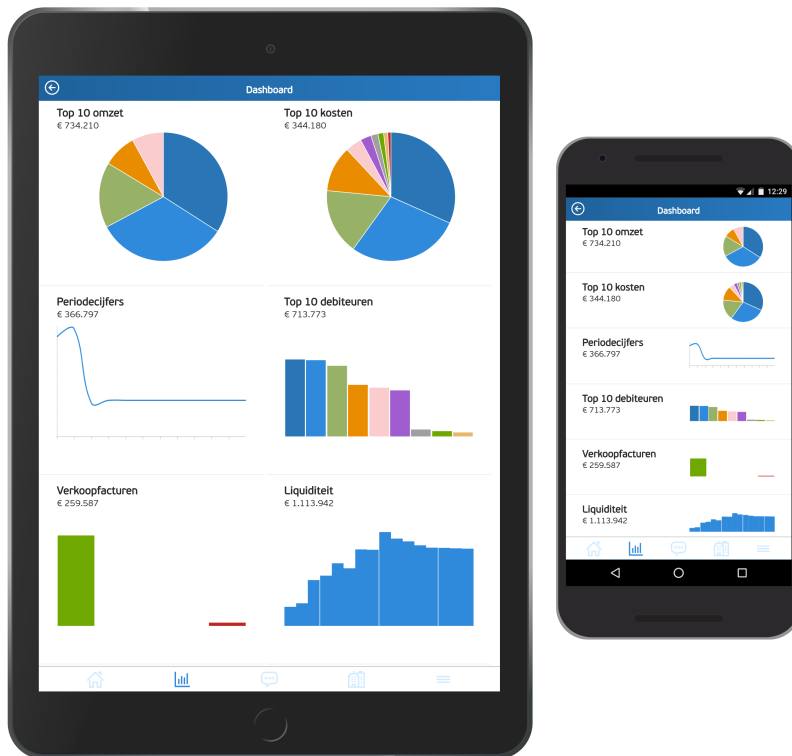 Dashboard
Top 10 omzet
€ 734.210
Top 10 kosten
€ 344.180
Periodecijfers
€ 366.797
Top 10 debiteuren
€ 713.773
Verkoopfacturen
€ 259.587
Liquiditeit
€ 1.113.942
12:29
Dashboard
Top 10 omzet
€ 734.210
Top 10 kosten
€ 344.180
Periodecijfers
€ 366.797
Top 10 debiteuren
€ 713.773
Verkoopfacturen
€ 259.587
Liquiditeit
€ 1.113.942